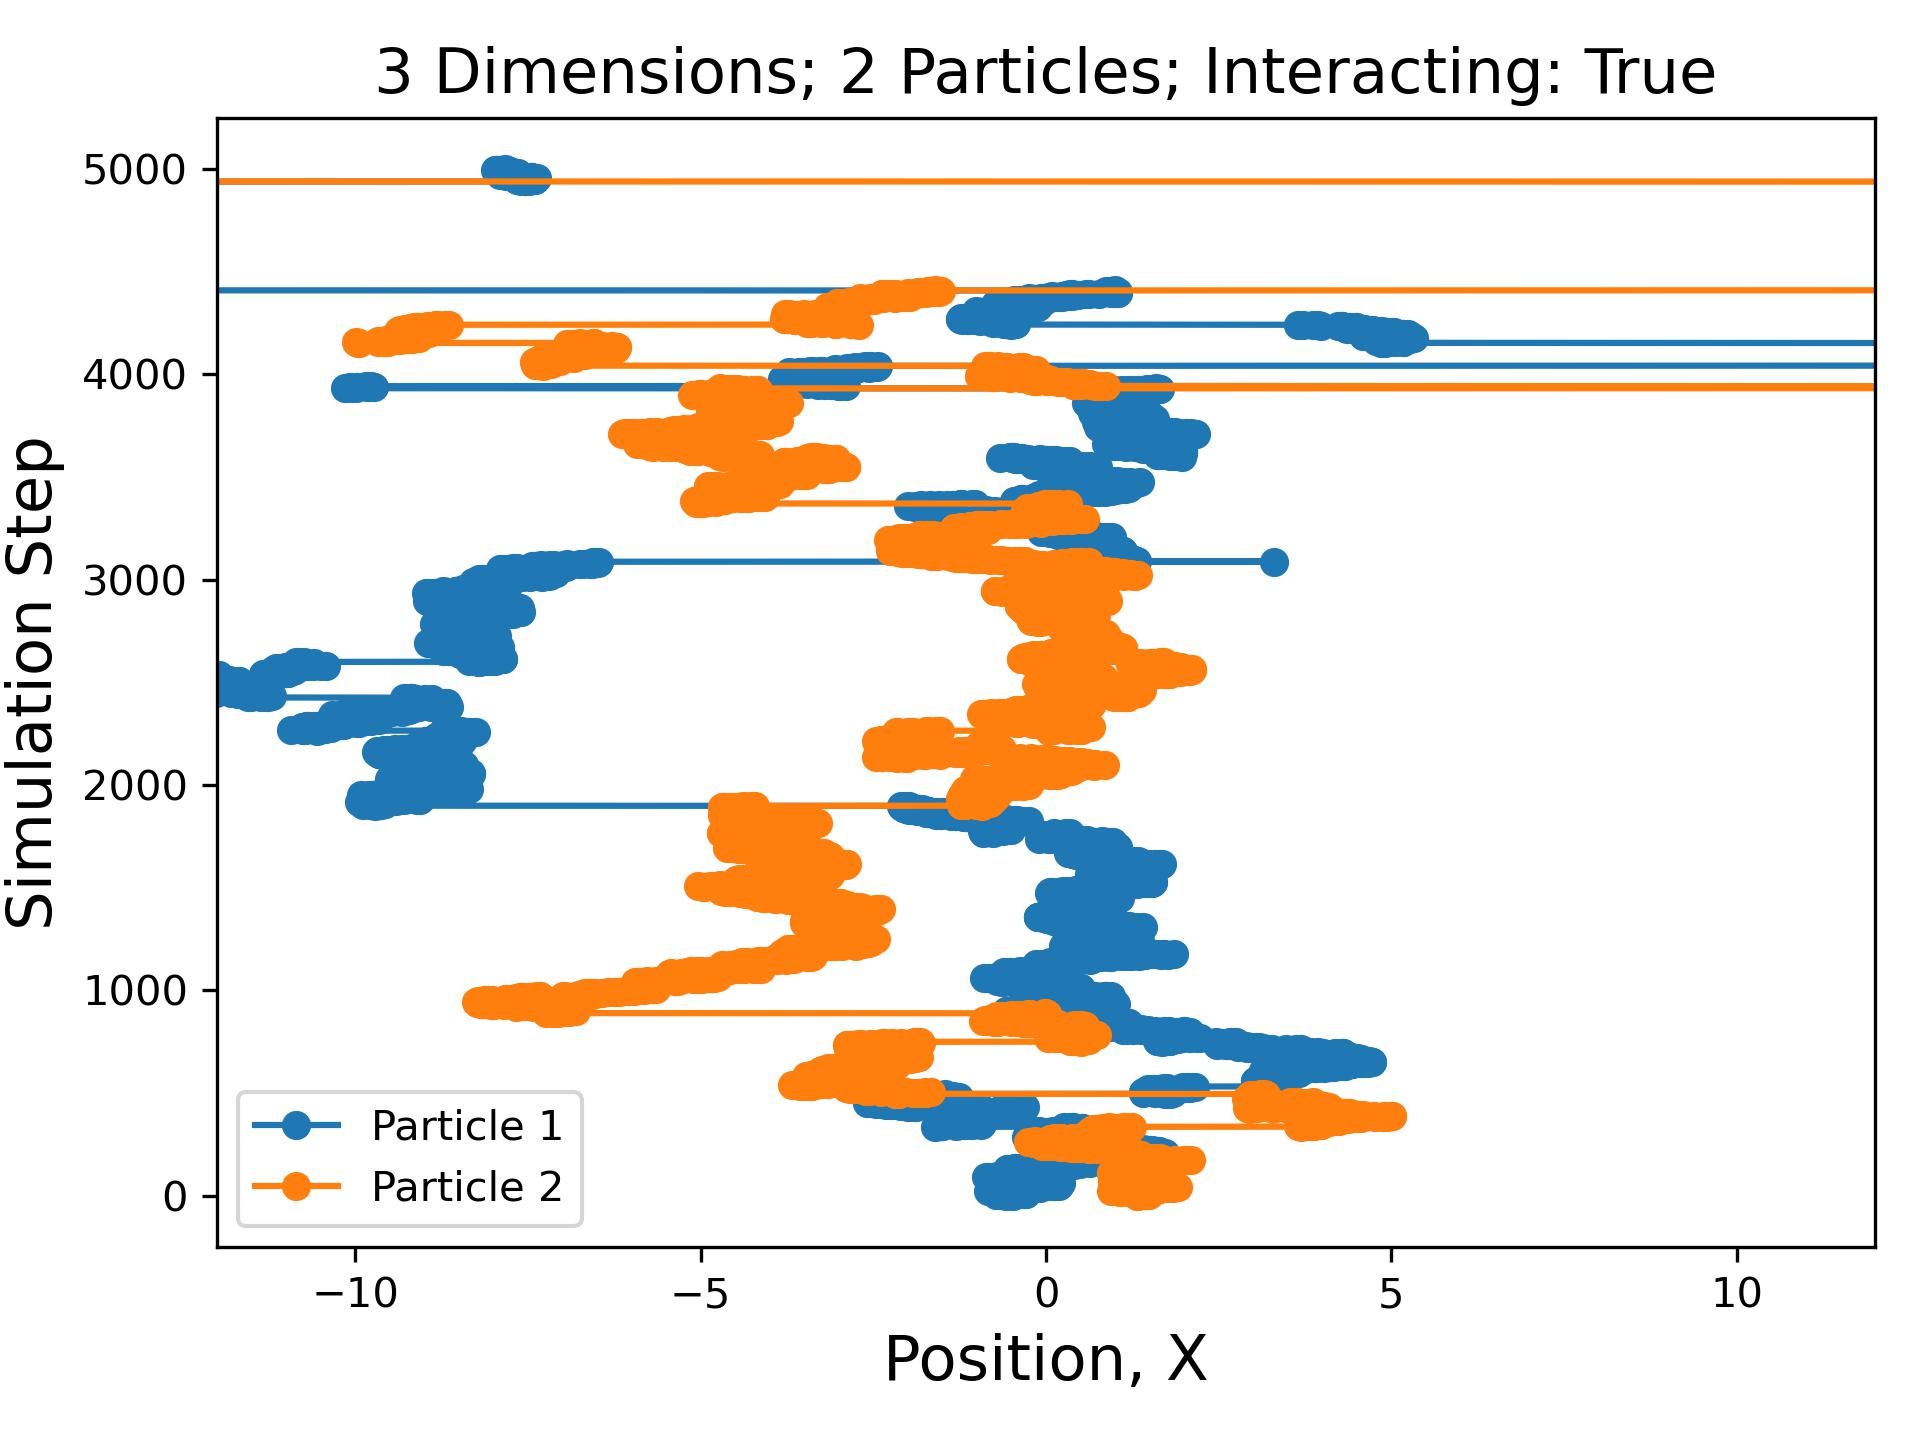 3 Dimensions; 2 Particles; Interacting: True
5000
4000
3000
2000
1000
0
Simulation Step
Particle 1
Particle 2
−10
−5
0
5
10
Position, X